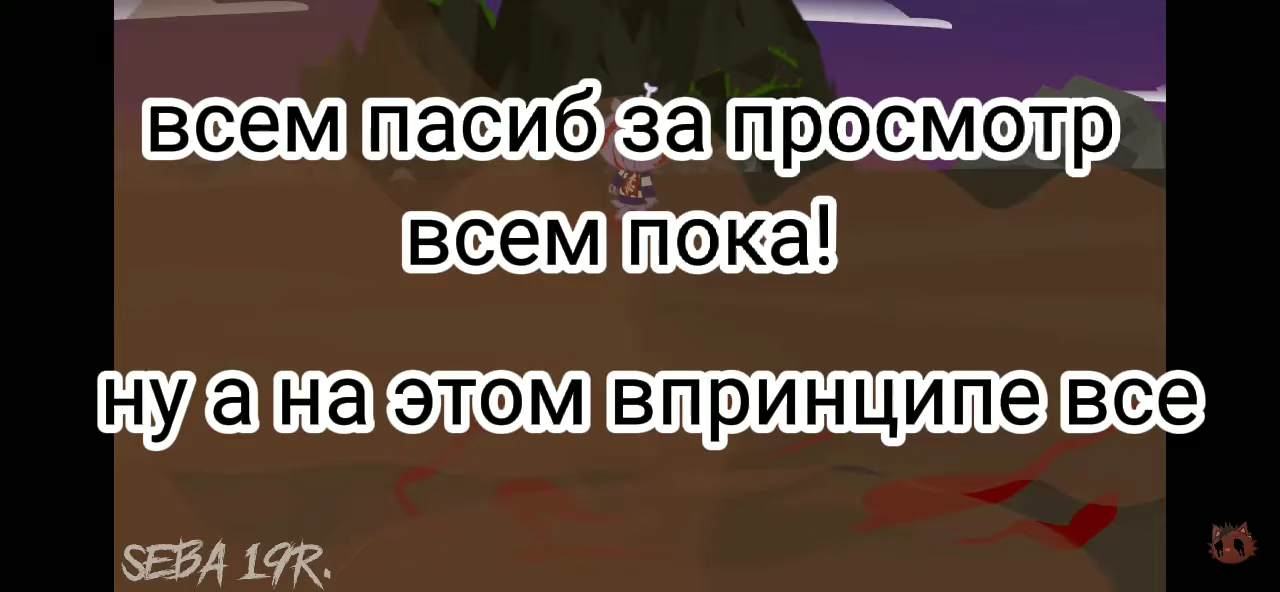 всем пасиб за просмотр
всем пока!
ну а на этом впринципе все
SEBA 19R.